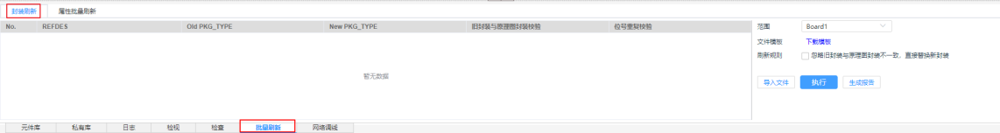 封装刷新 属性批量刷新
No. REFDES Old PKG_TYPE New PKG_TYPE 旧封装与原理图封装校验 位号重复校验
暂无数据
范围 Board1
文件模板 下载模板
刷新规则 忽略旧封装与原理图封装不一致，直接替换新封装
导入文件 执行 生成报告
元件库 私有库 日志 检视 检查 批量刷新 网络调线